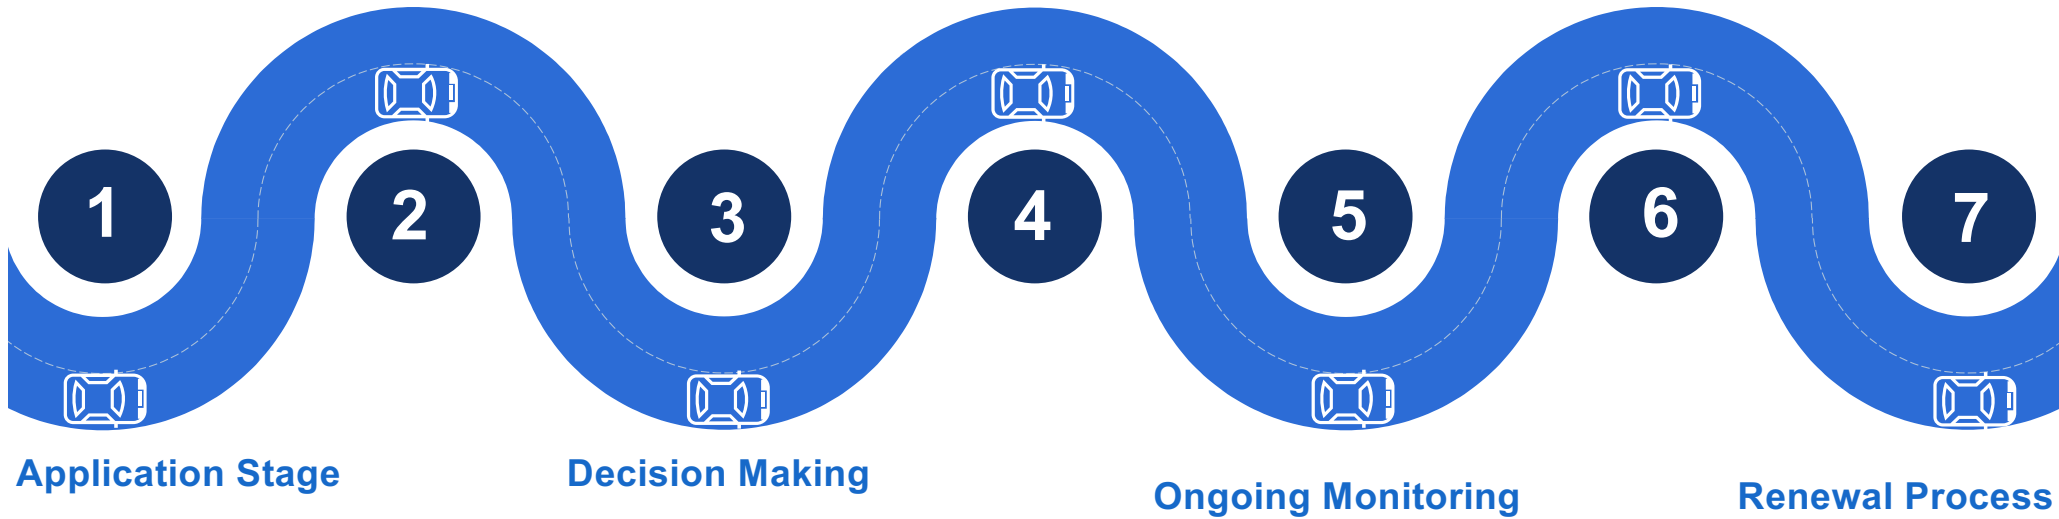 1
2
3
4
5
6
7
Application Stage
Decision Making
Ongoing Monitoring
Renewal Process